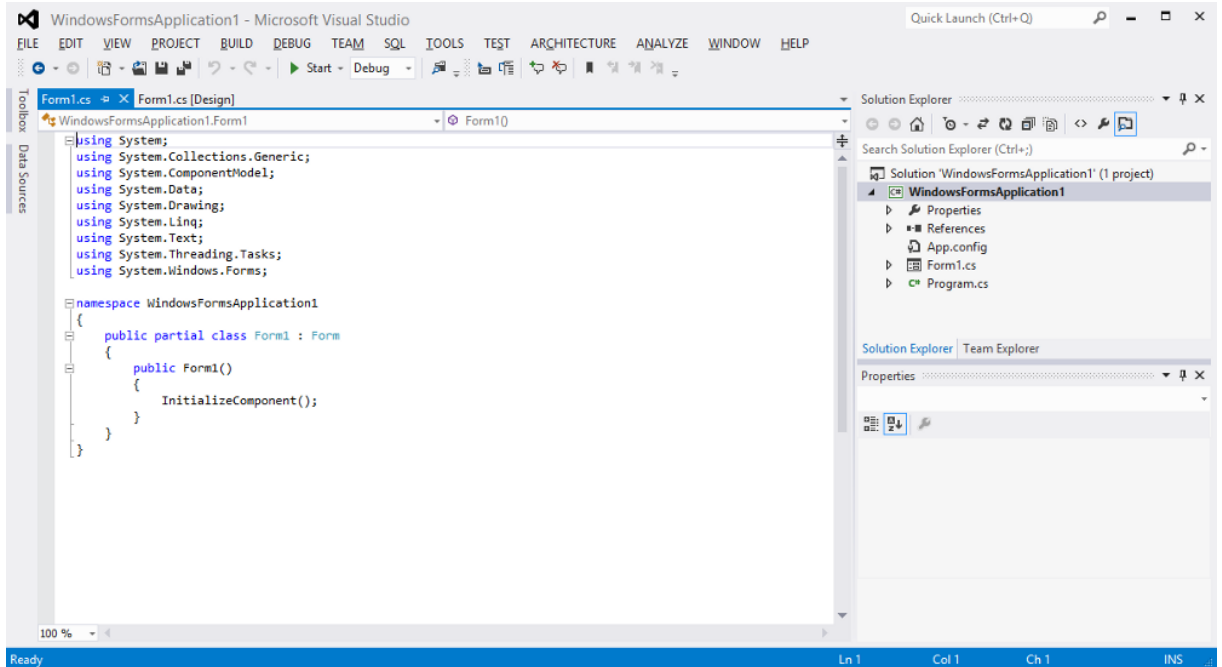 WindowsFormsApplication1 - Microsoft Visual Studio
Quick Launch (Ctrl+Q)
FILE EDIT VIEW PROJECT BUILD DEBUG TEAM SQL TOOLS TEST ARCHITECTURE ANALYZE WINDOW HELP
Start Debug
Toolbox
Data Sources
Form1.cs Form1.cs [Design]
WindowsFormsApplication1.Form1 Form1()
using System;
using System.Collections.Generic;
using System.ComponentModel;
using System.Data;
using System.Drawing;
using System.Linq;
using System.Text;
using System.Threading.Tasks;
using System.Windows.Forms;
namespace WindowsFormsApplication1
{
public partial class Form1 : Form
{
public Form1()
{
InitializeComponent();
}
}
}
100 %
Solution Explorer
Search Solution Explorer (Ctrl+;)
Solution 'WindowsFormsApplication1' (1 project)
C# WindowsFormsApplication1
Properties
References
App.config
Form1.cs
C# Program.cs
Solution Explorer Team Explorer
Properties
Ready Ln 1 Col 1 Ch 1 INS